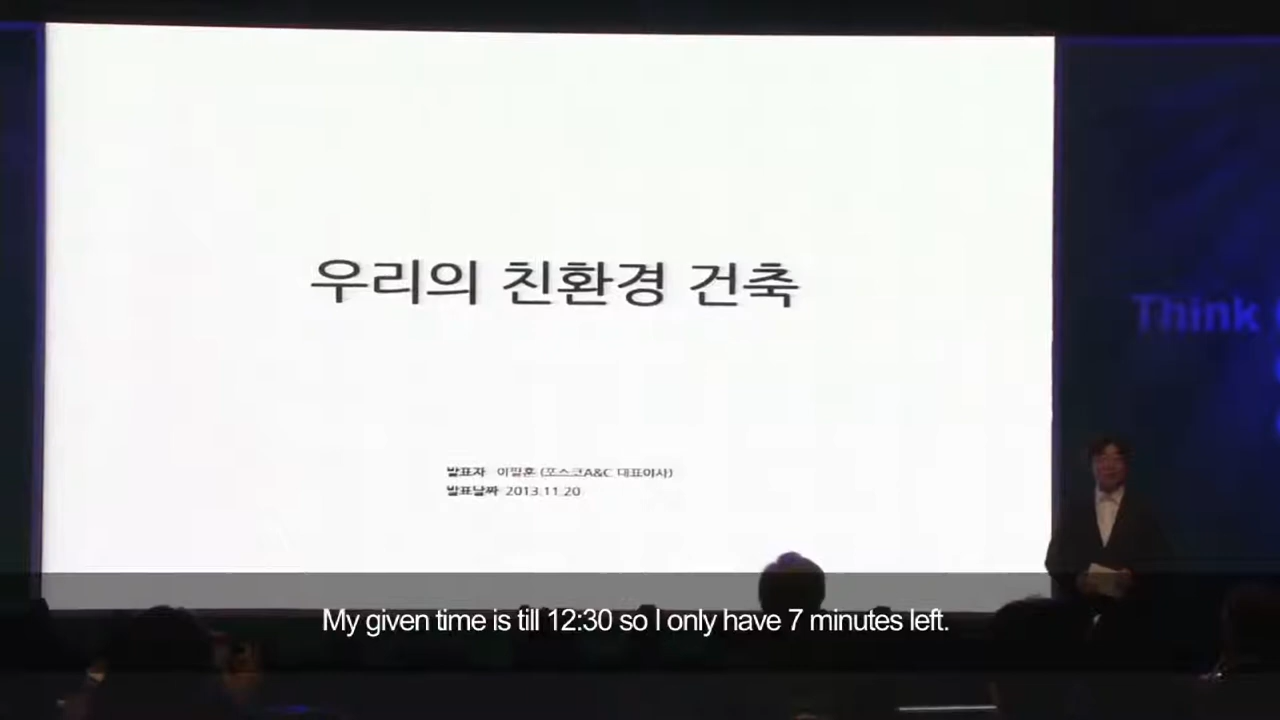 우리의 친환경 건축
발표자 이필훈 (포스코A&C 대표이사)
발표날짜 2013.11.20
Think
My given time is till 12:30 so I only have 7 minutes left.